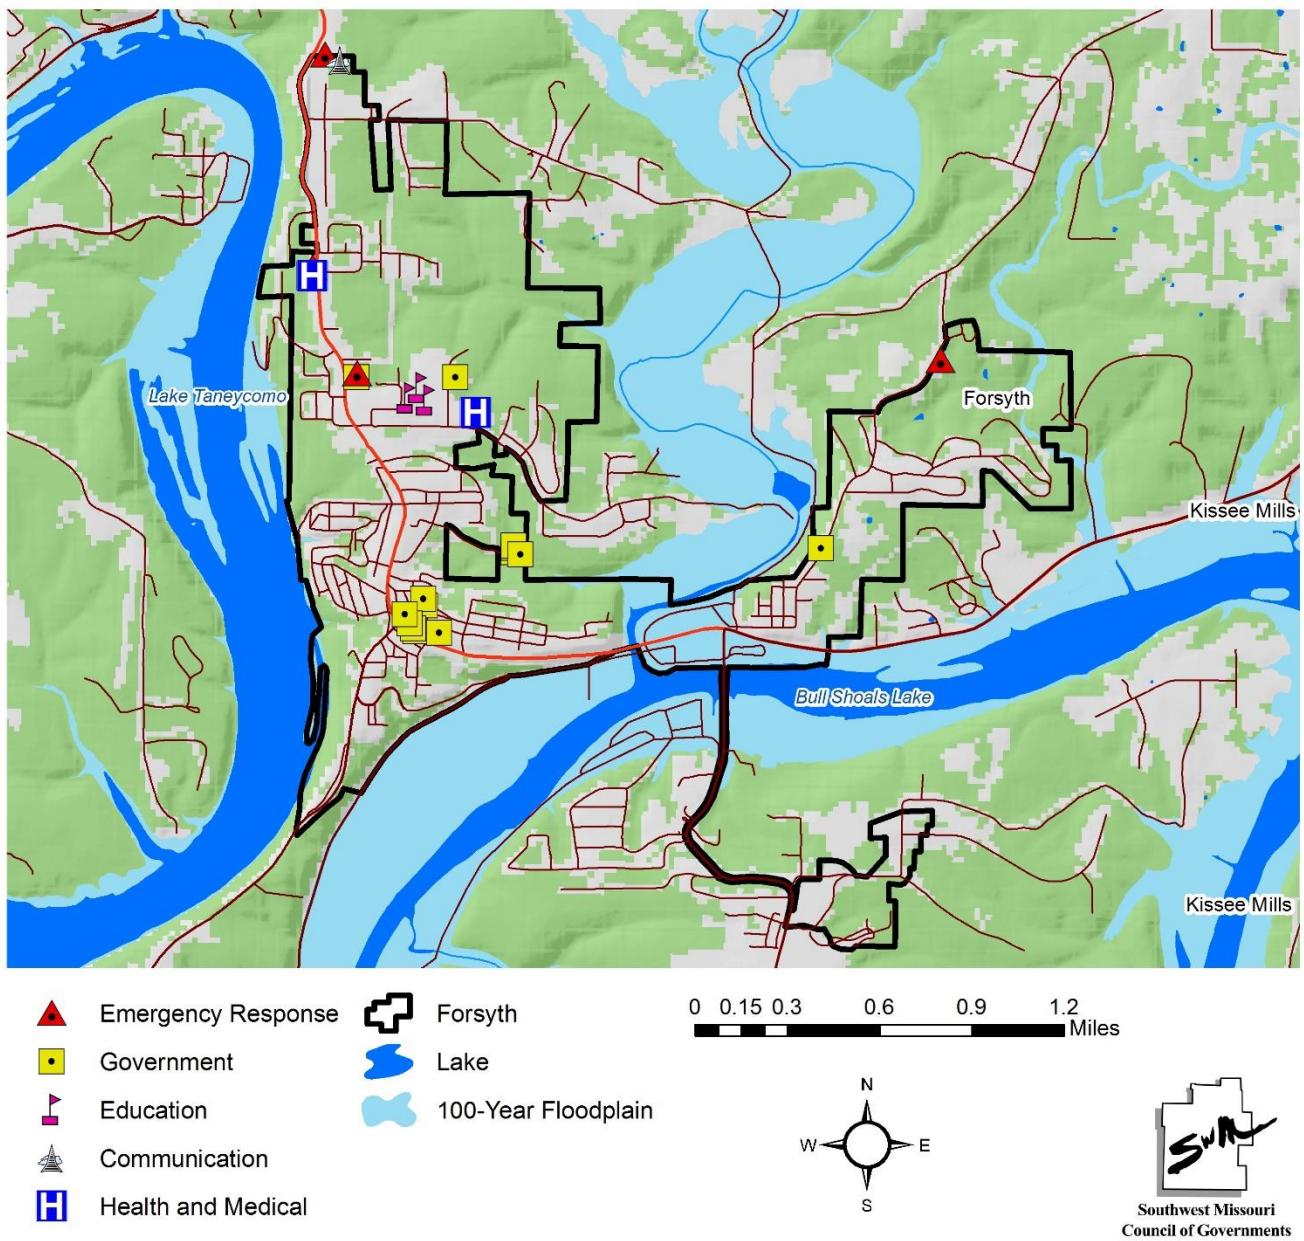 Lake Taneycomo
Forsyth
Kissee Mills
Bull Shoals Lake
Kissee Mills
H
H
Emergency Response
Government
Education
Communication
H Health and Medical
Forsyth
Lake
100-Year Floodplain
0 0.15 0.3 0.6 0.9 1.2
Miles
N
W E
S
SWM
Southwest Missouri
Council of Governments